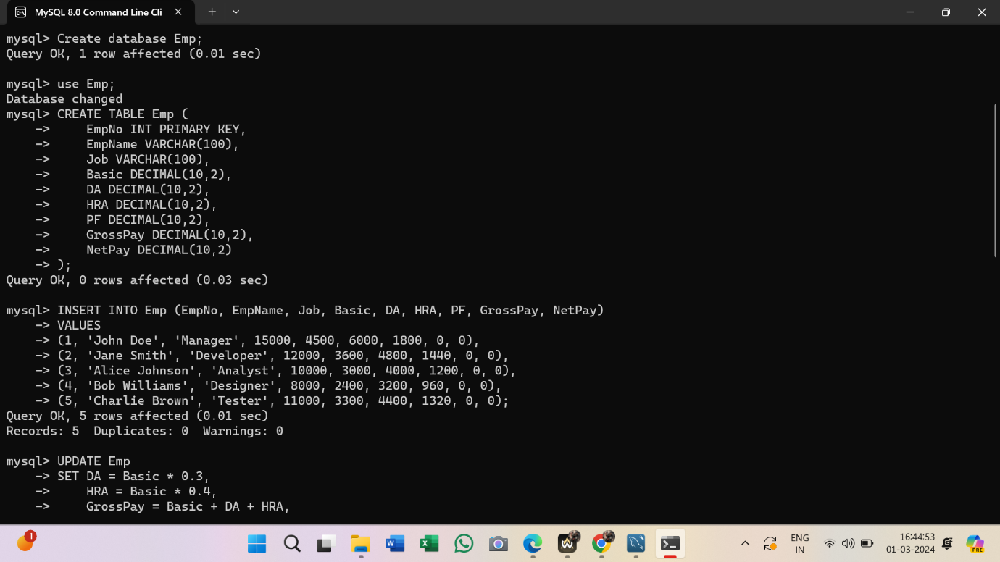 MySQL 8.0 Command Line Cli
mysql> Create database Emp;
Query OK, 1 row affected (0.01 sec)
mysql> use Emp;
Database changed
mysql> CREATE TABLE Emp (
    ->     EmpNo INT PRIMARY KEY,
    ->     EmpName VARCHAR(100),
    ->     Job VARCHAR(100),
    ->     Basic DECIMAL(10,2),
    ->     DA DECIMAL(10,2),
    ->     HRA DECIMAL(10,2),
    ->     PF DECIMAL(10,2),
    ->     GrossPay DECIMAL(10,2),
    ->     NetPay DECIMAL(10,2)
    -> );
Query OK, 0 rows affected (0.03 sec)
mysql> INSERT INTO Emp (EmpNo, EmpName, Job, Basic, DA, HRA, PF, GrossPay, NetPay)
    -> VALUES
    -> (1, 'John Doe', 'Manager', 15000, 4500, 6000, 1800, 0, 0),
    -> (2, 'Jane Smith', 'Developer', 12000, 3600, 4800, 1440, 0, 0),
    -> (3, 'Alice Johnson', 'Analyst', 10000, 3000, 4000, 1200, 0, 0),
    -> (4, 'Bob Williams', 'Designer', 8000, 2400, 3200, 960, 0, 0),
    -> (5, 'Charlie Brown', 'Tester', 11000, 3300, 4400, 1320, 0, 0);
Query OK, 5 rows affected (0.01 sec)
Records: 5  Duplicates: 0  Warnings: 0
mysql> UPDATE Emp
    -> SET DA = Basic * 0.3,
    ->     HRA = Basic * 0.4,
    ->     GrossPay = Basic + DA + HRA,
1
ENG
IN
16:44:53
01-03-2024
PRE